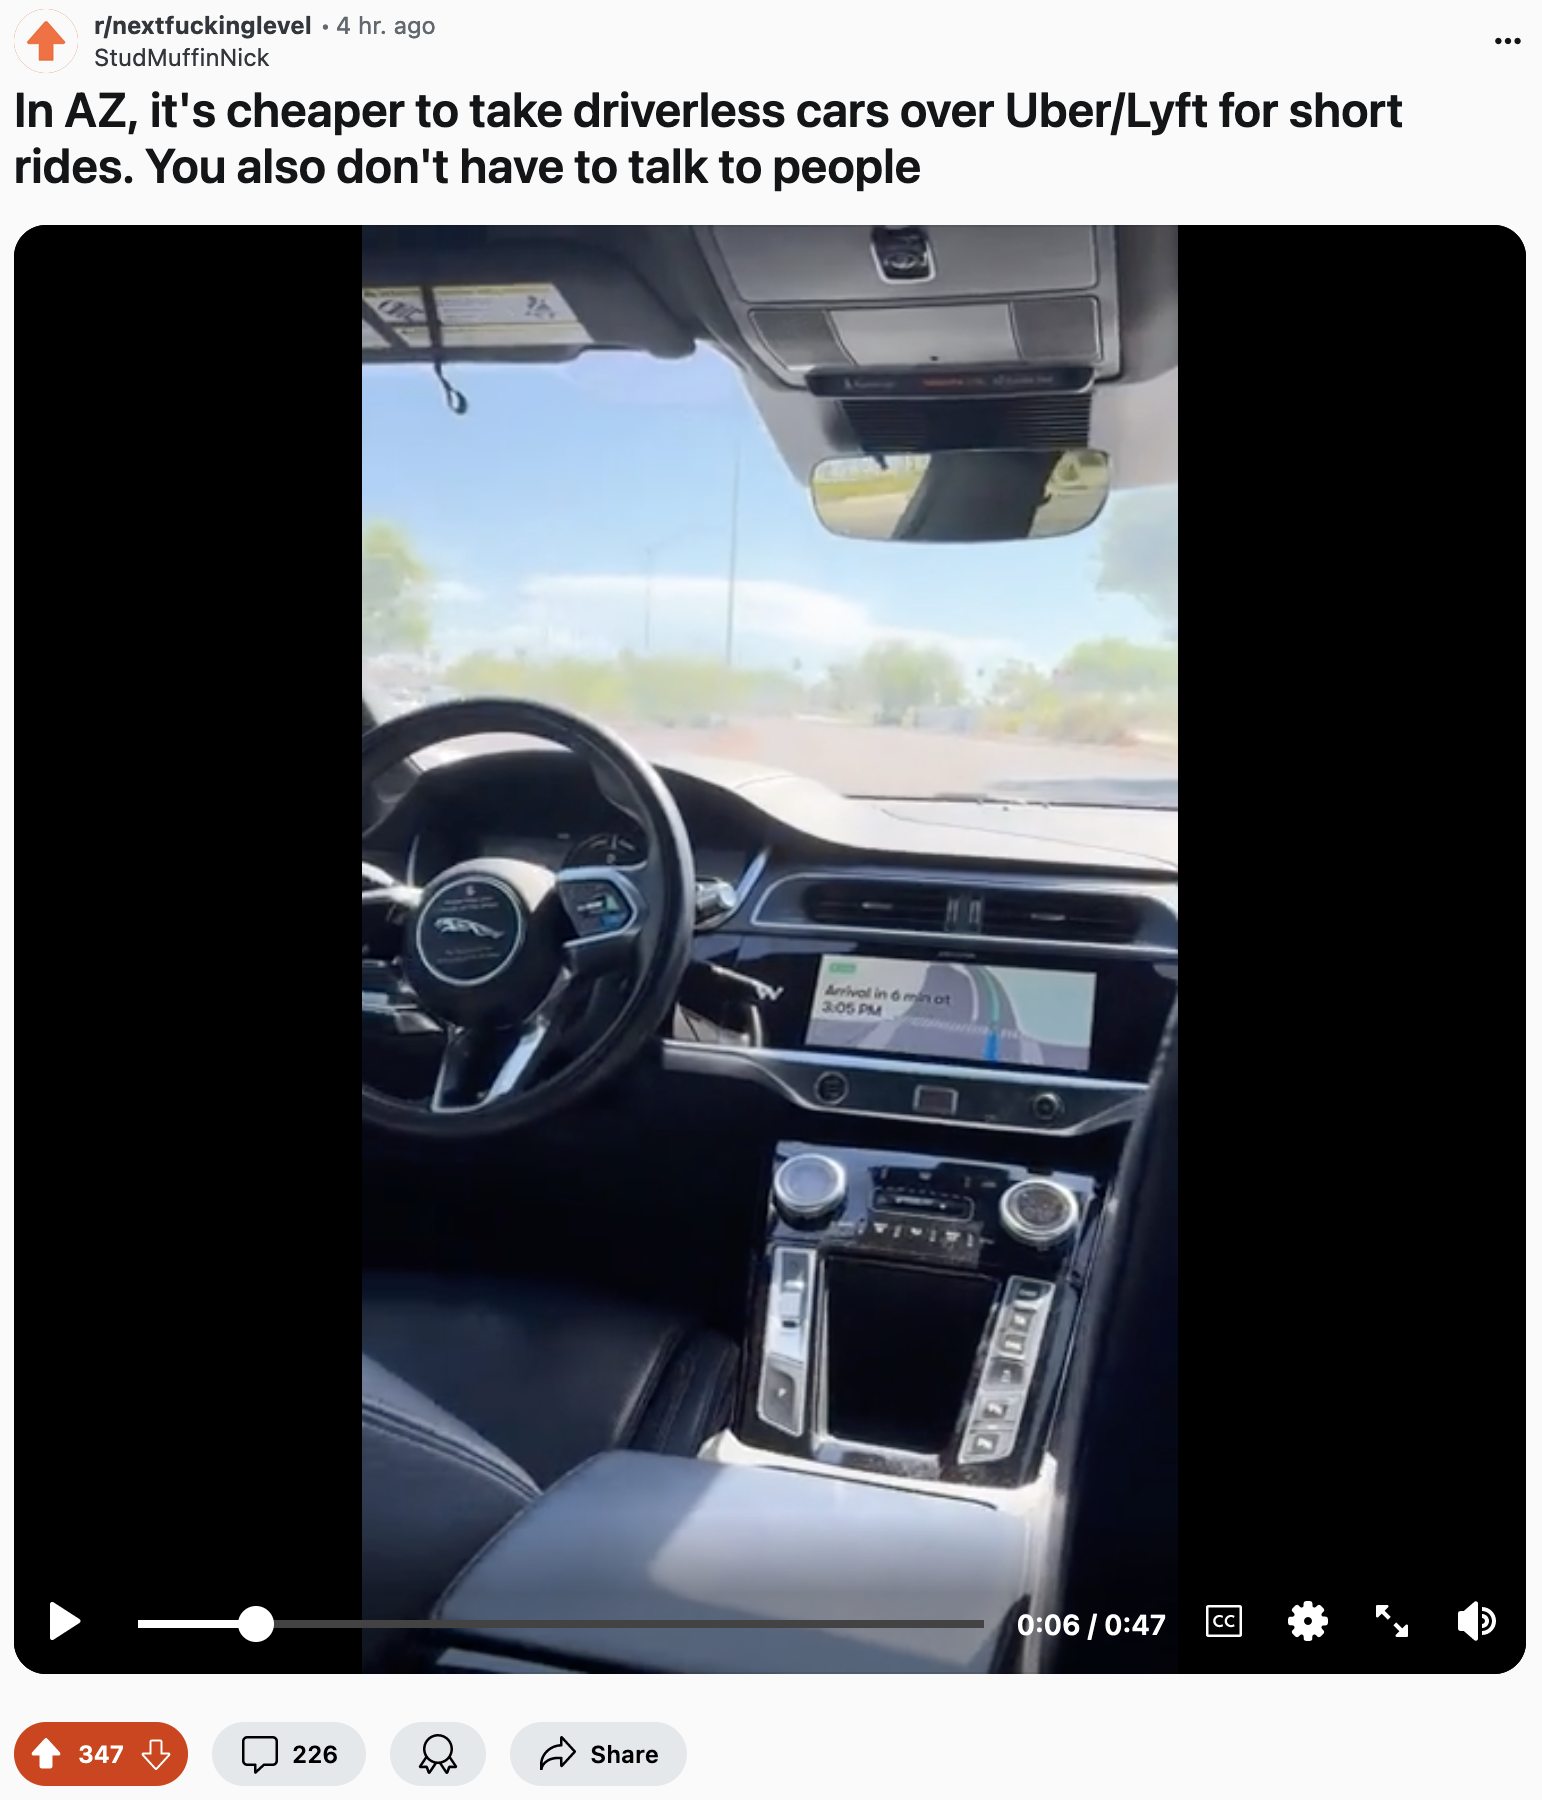 r/nextfuckinglevel • 4 hr. ago
StudMuffinNick
In AZ, it's cheaper to take driverless cars over Uber/Lyft for short
rides. You also don't have to talk to people
Arrival in 6 min at
3:05 PM
0:06 / 0:47
CC
347
226
Share